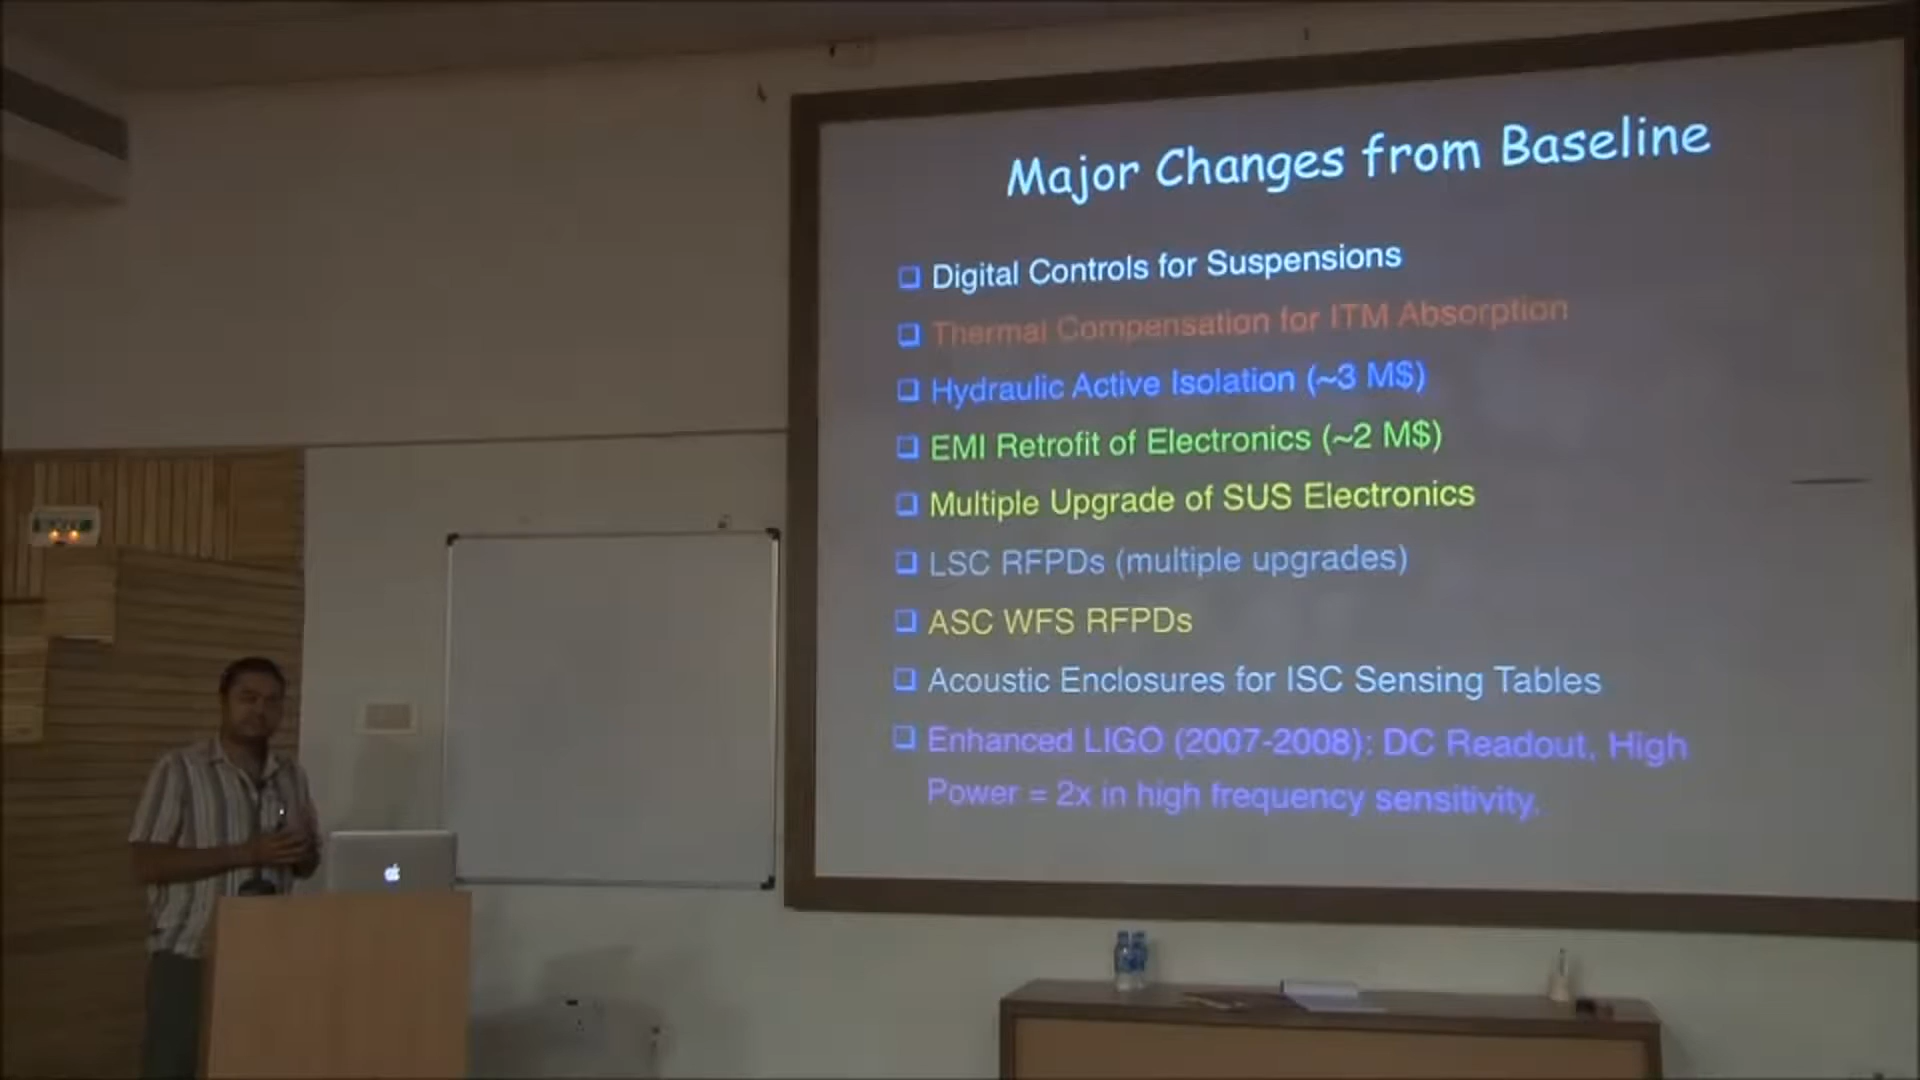 Major Changes from Baseline
Digital Controls for Suspensions
Thermal Compensation for ITM Absorption
Hydraulic Active Isolation (~3 M$)
EMI Retrofit of Electronics (~2 M$)
Multiple Upgrade of SUS Electronics
LSC RFPDs (multiple upgrades)
ASC WFS RFPDs
Acoustic Enclosures for ISC Sensing Tables
Enhanced LIGO (2007-2008): DC Readout, High
Power = 2x in high frequency sensitivity.